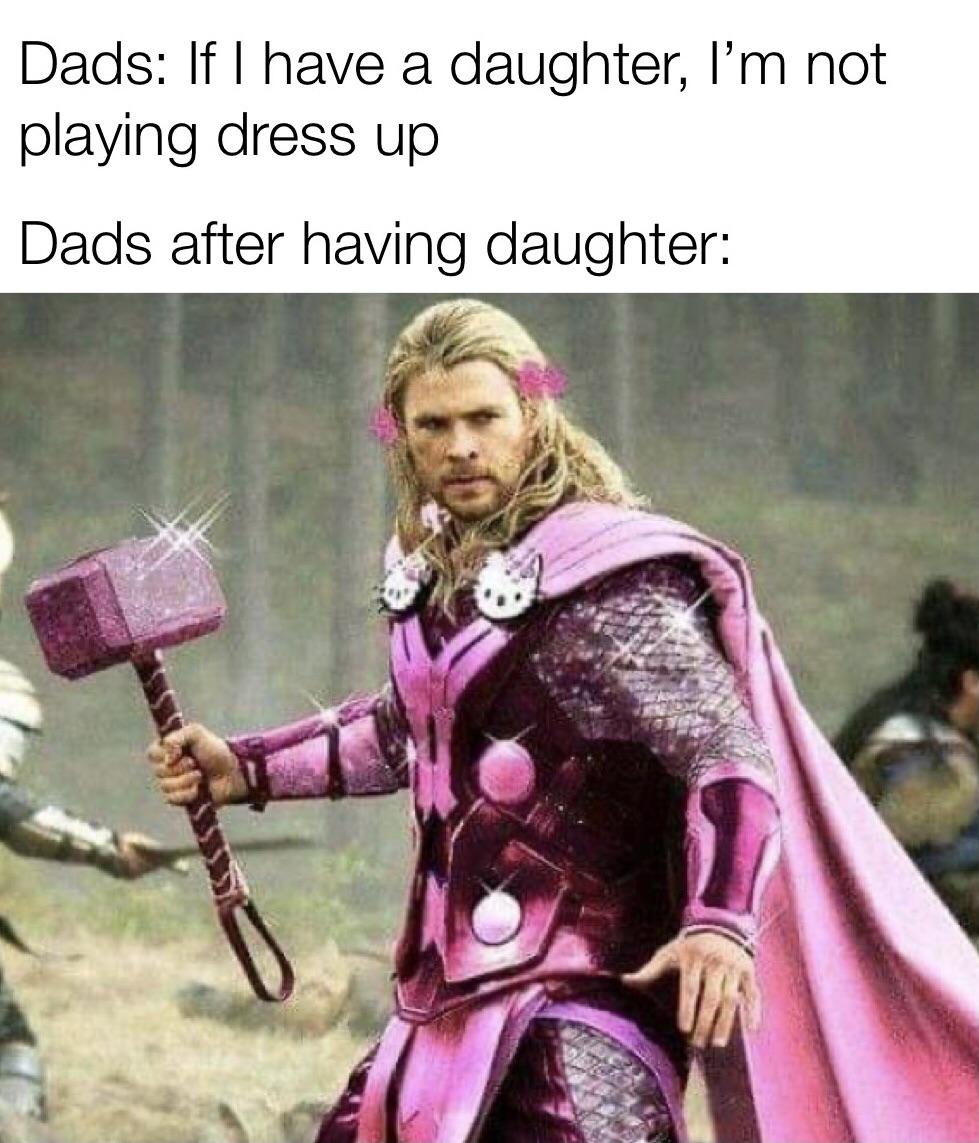 Dads: If I have a daughter, I’m not
playing dress up
Dads after having daughter: